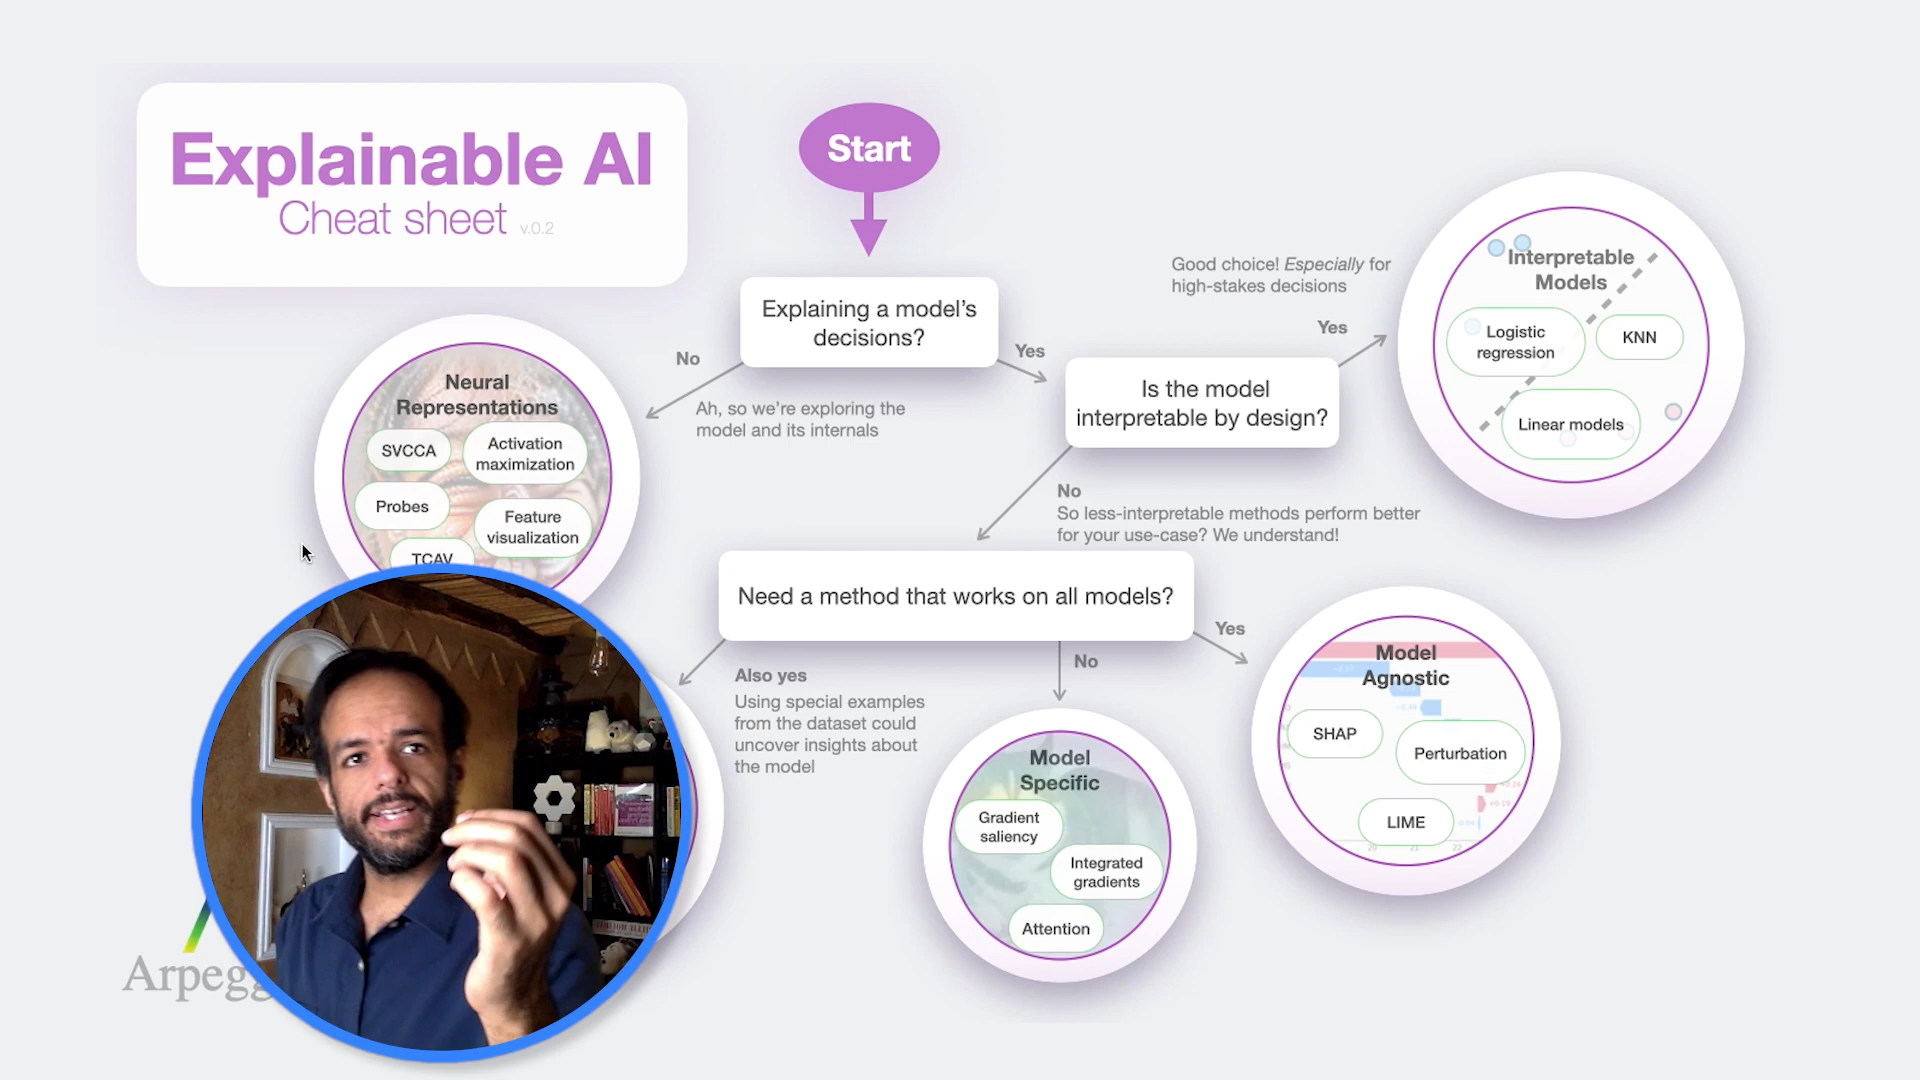 Explainable AI
Cheat sheet v.0.2
Start
Explaining a model's
decisions?
No
Ah, so we're exploring the
model and its internals
Yes
Is the model
interpretable by design?
Good choice! Especially for
high-stakes decisions
Yes
Interpretable
Models
Logistic
regression
KNN
Linear models
Neural
Representations
SVCCA
Activation
maximization
Probes
Feature
visualization
TCAV
No
So less-interpretable methods perform better
for your use-case? We understand!
Need a method that works on all models?
Also yes
Using special examples
from the dataset could
uncover insights about
the model
No
Yes
Model
Specific
Gradient
saliency
Integrated
gradients
Attention
Model
Agnostic
SHAP
Perturbation
LIME
Arpegg